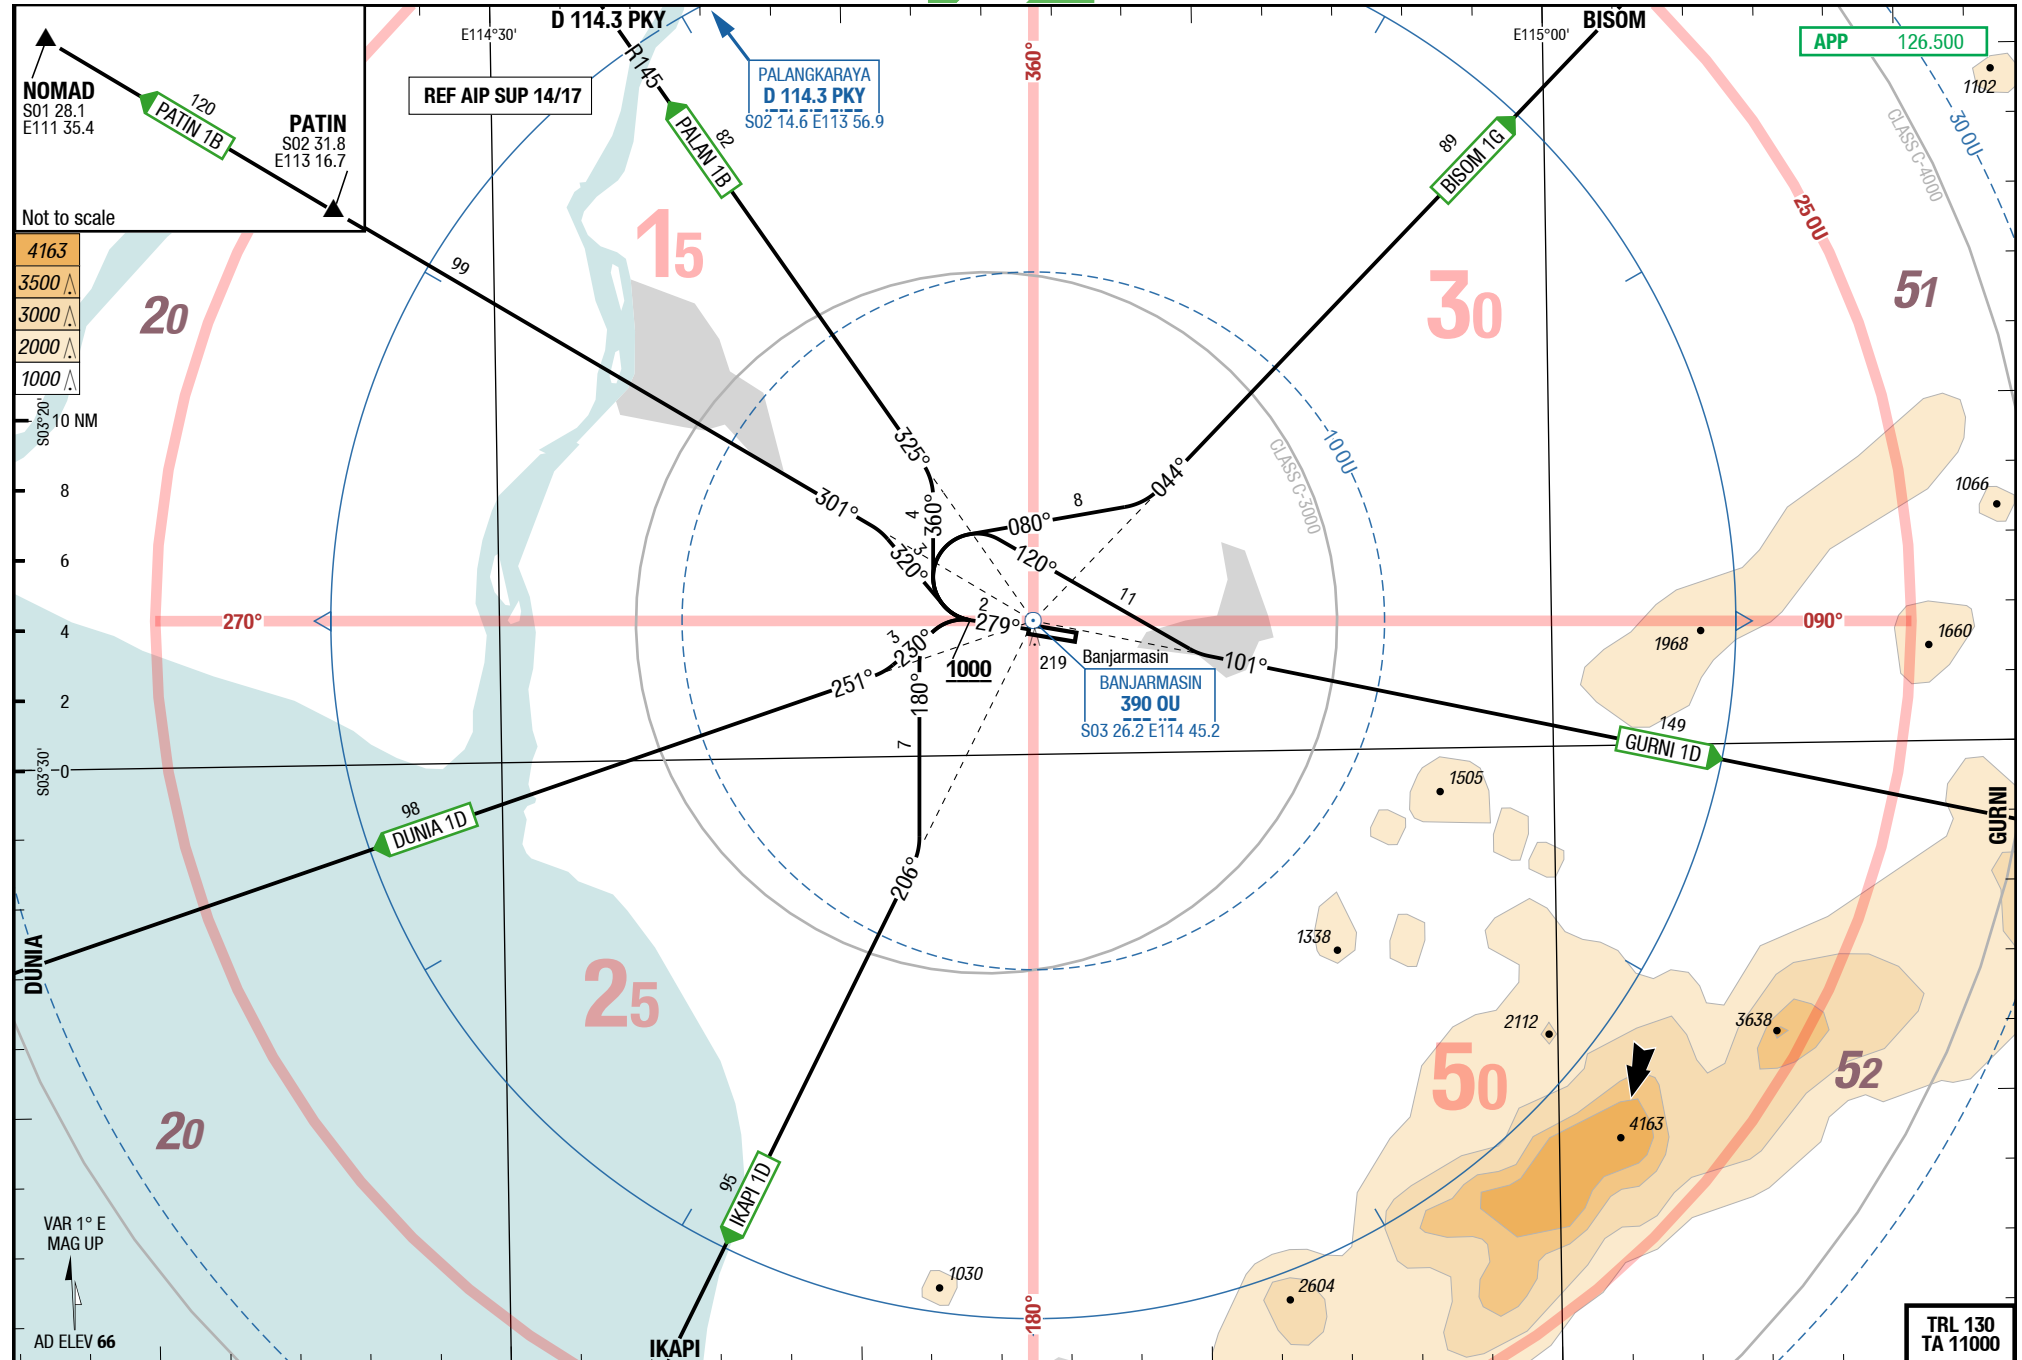 D 114.3 PKY
R145
BISOM
E114°30'
E115°00'
360°
APP 126.500
NOMAD
S01 28.1
E111 35.4
120
PATIN 1B
PATIN
S02 31.8
E113 16.7
Not to scale
REF AIP SUP 14/17
PALANGKARAYA
D 114.3 PKY
S02 14.6 E113 56.9
1102
CLASS C-4000
30 OU
25 OU
82
PALAN 1B
89
BISOM 1G
4163
3500
3000
2000
1000
20
15
30
51
99
S03°20'
10 NM
8
6
4
2
0
S03°30'
325°
301°
4
360°
3
320°
044°
8
080°
120°
11
CLASS C-3000
10 OU
1066
270°
2
279°
090°
1968
1660
3
230°
251°
180°
7
1000
219
Banjarmasin
BANJARMASIN
390 OU
S03 26.2 E114 45.2
101°
149
GURNI 1D
GURNI
98
DUNIA 1D
DUNIA
206°
1505
1338
25
2112
3638
50
52
4163
20
95
IKAPI 1D
IKAPI
1030
2604
180°
VAR 1° E
MAG UP
AD ELEV 66
TRL 130
TA 11000